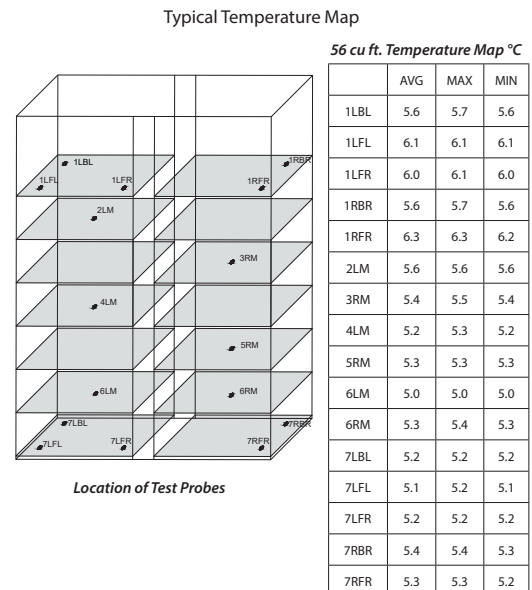 Typical Temperature Map
56 cu ft. Temperature Map °C
AVG MAX MIN
1LBL 5.6 5.7 5.6
1LFL 6.1 6.1 6.1
1LFR 6.0 6.1 6.0
1RBR 5.6 5.7 5.6
1RFR 6.3 6.3 6.2
2LM 5.6 5.6 5.6
3RM 5.4 5.5 5.4
4LM 5.2 5.3 5.2
5RM 5.3 5.3 5.3
6LM 5.0 5.0 5.0
6RM 5.3 5.4 5.3
7LBL 5.2 5.2 5.2
7LFL 5.1 5.2 5.1
7LFR 5.2 5.2 5.2
7RBR 5.4 5.4 5.3
7RFR 5.3 5.3 5.2
1LBL
1RBR
1LFL
1LFR
1RFR
2LM
3RM
4LM
5RM
6LM
6RM
7LBL
7RBR
7LFL
7LFR
7RFR
Location of Test Probes